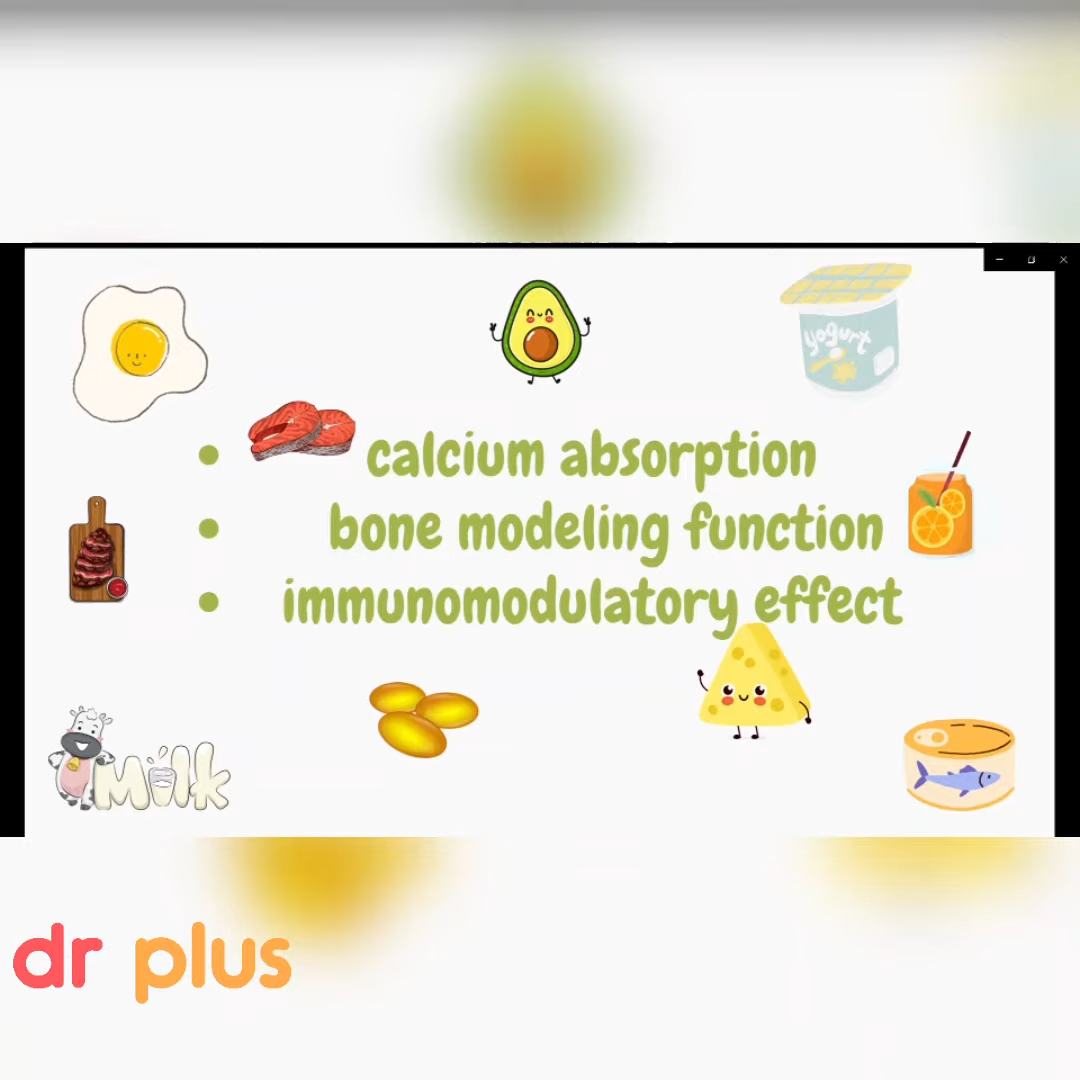 yogurt
• calcium absorption
• bone modeling function
• immunomodulatory effect
Milk
dr plus